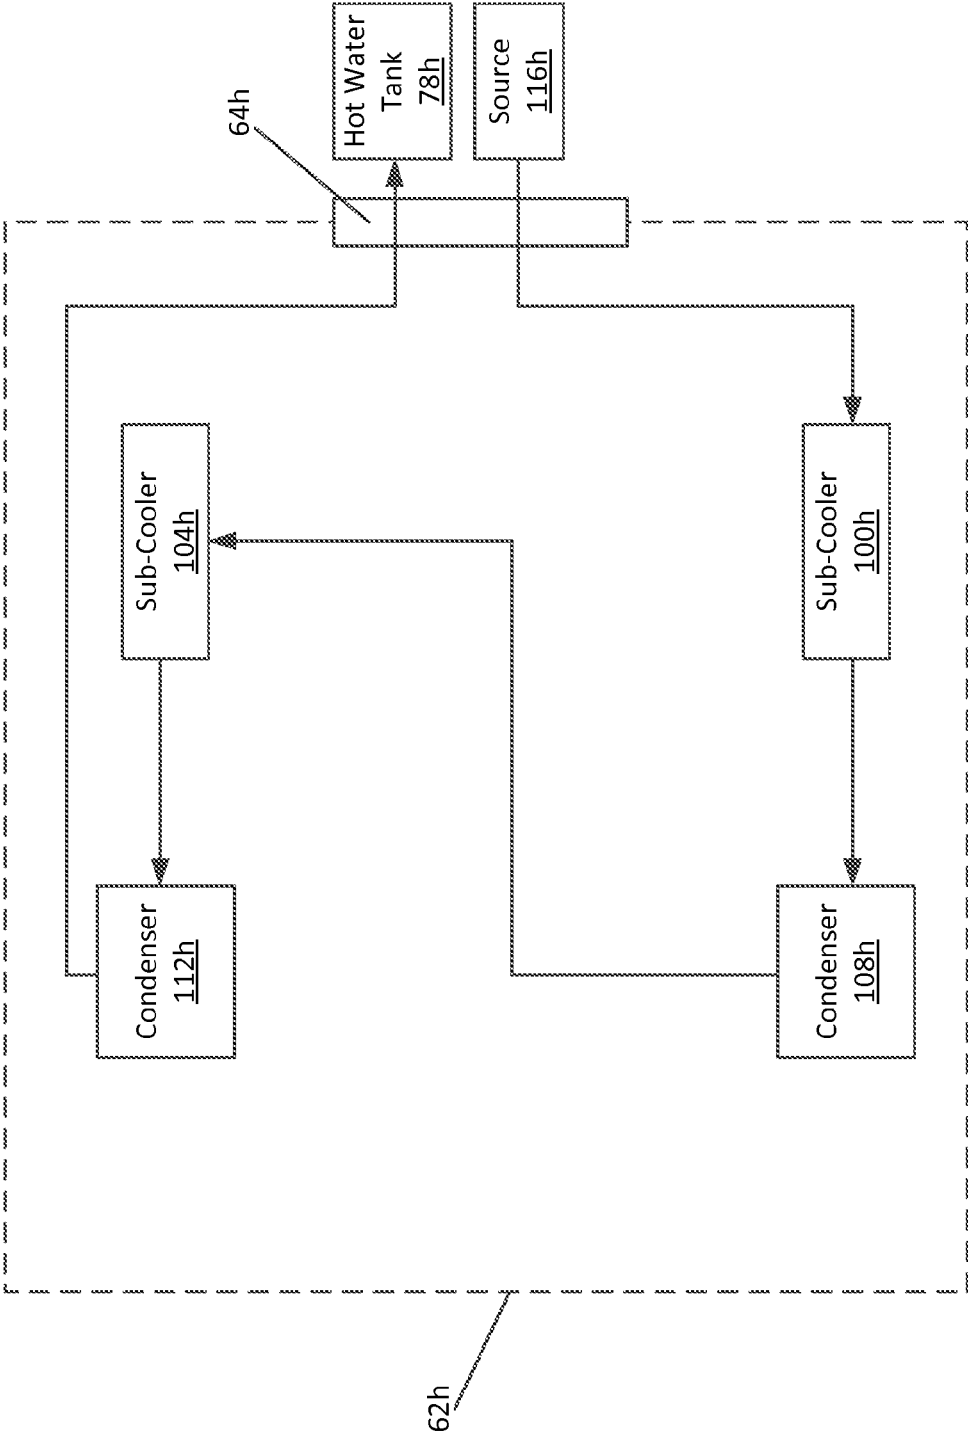 64h
Hot Water
Tank
78h
Source
116h
Sub-Cooler
104h
Sub-Cooler
100h
Condenser
112h
Condenser
108h
62h